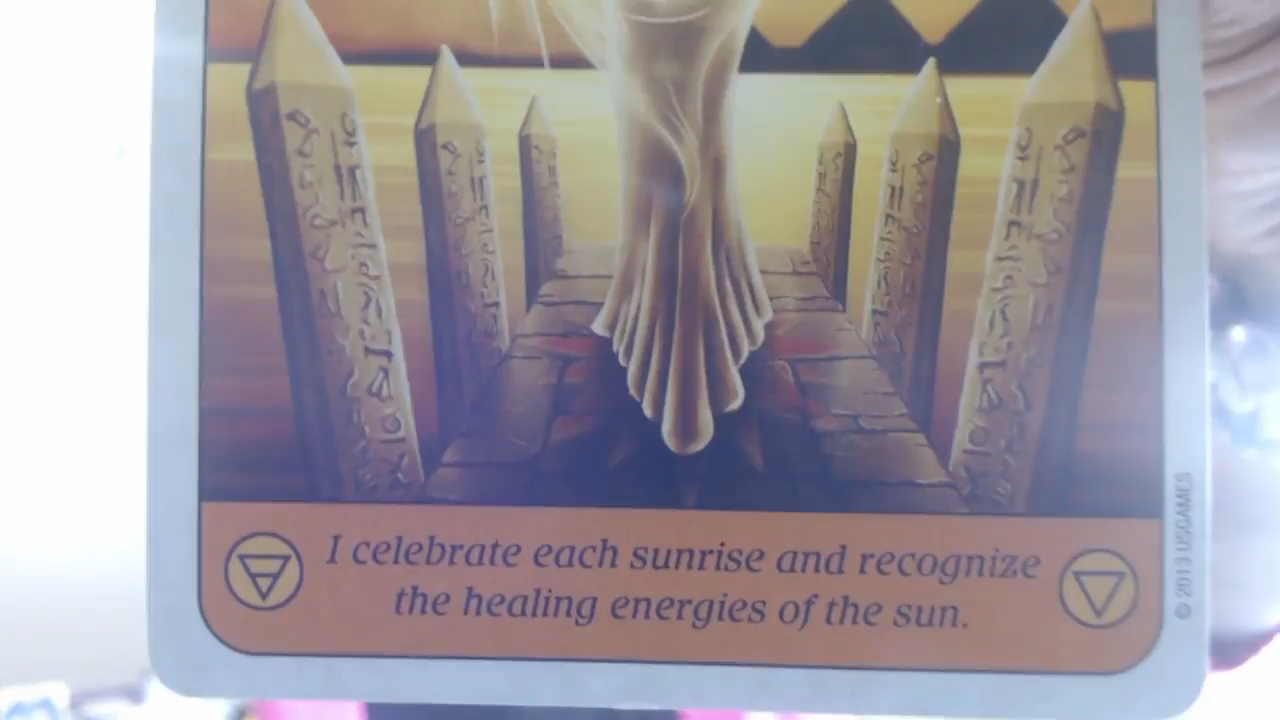 I celebrate each sunrise and recognize
the healing energies of the sun.
© 2013 USGAMES